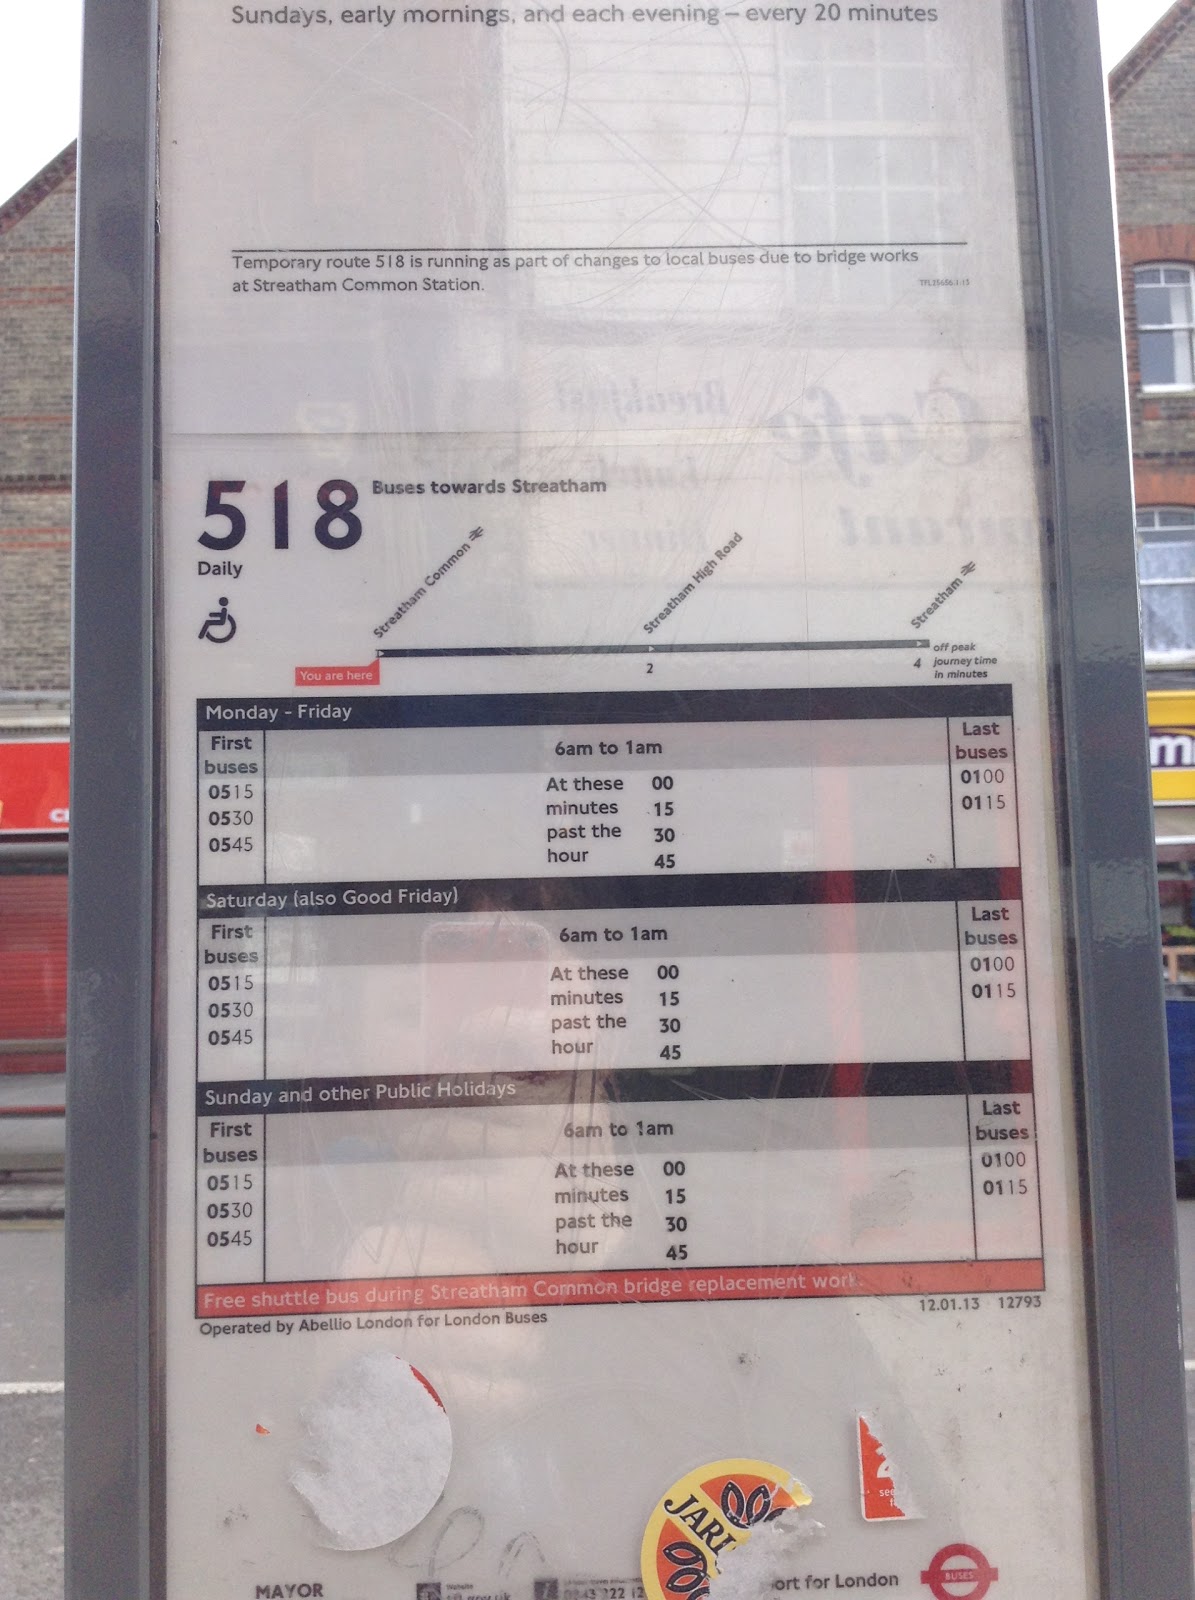 Sundays, early mornings, and each evening – every 20 minutes
Temporary route 518 is running as part of changes to local buses due to bridge works
at Streatham Common Station.
518
Buses towards Streatham
Daily
Streatham Common
Streatham High Road
Streatham
You are here
2
4
off peak
journey time
in minutes
Monday - Friday
First
buses
0515
0530
0545
6am to 1am
At these
minutes
past the
hour
00
15
30
45
Last
buses
0100
0115
Saturday (also Good Friday)
First
buses
0515
0530
0545
6am to 1am
At these
minutes
past the
hour
00
15
30
45
Last
buses
0100
0115
Sunday and other Public Holidays
First
buses
0515
0530
0545
6am to 1am
At these
minutes
past the
hour
00
15
30
45
Last
buses
0100
0115
Free shuttle bus during Streatham Common bridge replacement work.
Operated by Abellio London for London Buses
12.01.13 12793
JARI
MAYOR
for London
BUSES
Breakfast
Cafe
Dinner